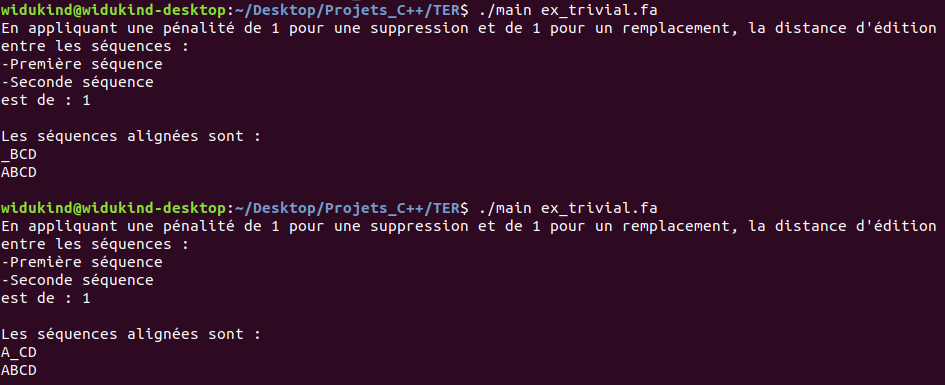 widukind@widukind-desktop:~/Desktop/Projets_C++/TER$ ./main ex_trivial.fa
En appliquant une pénalité de 1 pour une suppression et de 1 pour un remplacement, la distance d'édition
entre les séquences :
-Première séquence
-Seconde séquence
est de : 1
Les séquences alignées sont :
_BCD
ABCD
widukind@widukind-desktop:~/Desktop/Projets_C++/TER$ ./main ex_trivial.fa
En appliquant une pénalité de 1 pour une suppression et de 1 pour un remplacement, la distance d'édition
entre les séquences :
-Première séquence
-Seconde séquence
est de : 1
Les séquences alignées sont :
A_CD
ABCD